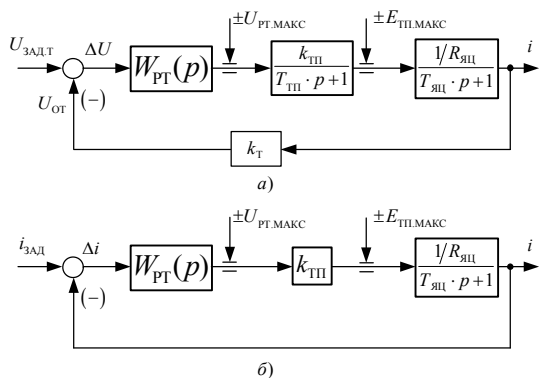 ±U_РТ.МАКС ±E_ТП.МАКС
U_ЗАД.Т ΔU W_РТ(p) k_ТП / (T_ТП · p + 1) 1/R_ЯЦ / (T_ЯЦ · p + 1) i
U_ОТ (−)
k_Т
а)
±U_РТ.МАКС ±E_ТП.МАКС
i_ЗАД Δi W_РТ(p) k_ТП 1/R_ЯЦ / (T_ЯЦ · p + 1) i
(−)
б)